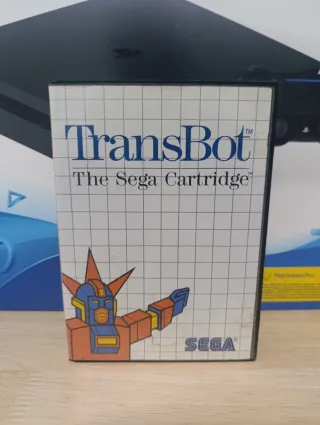 TransBot™
The Sega Cartridge™
SEGA